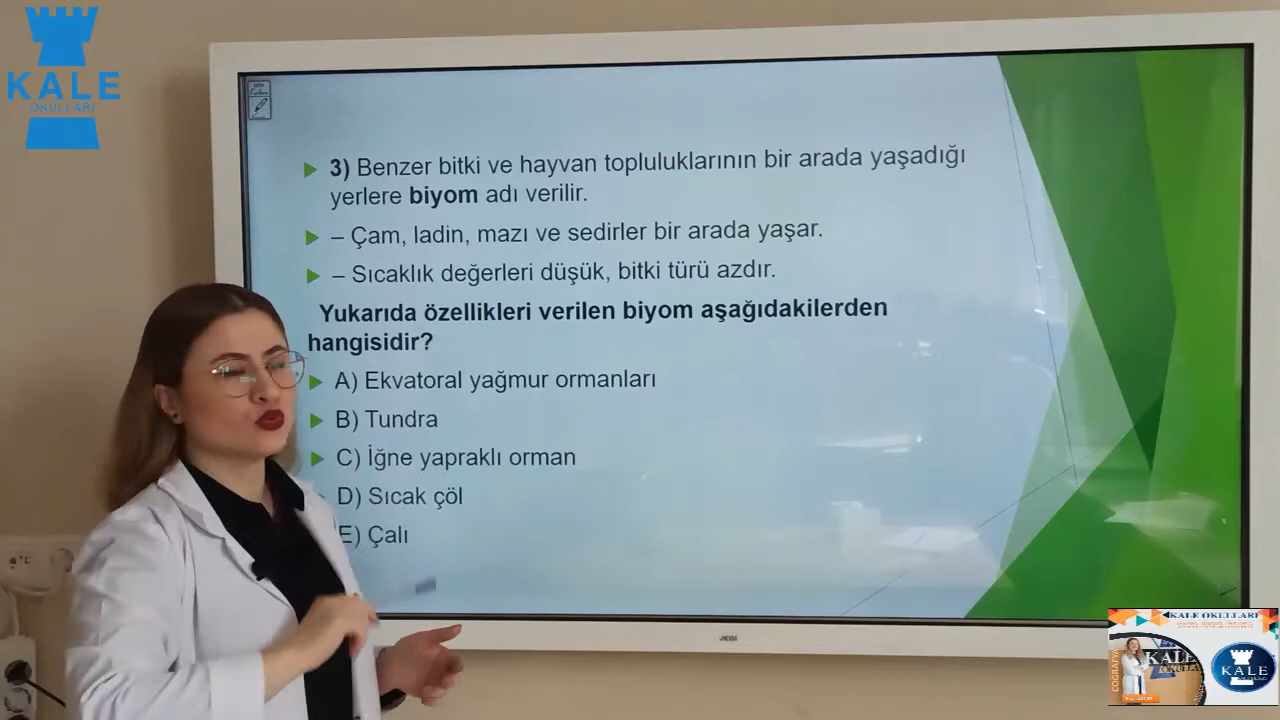 KALE
OKULLARI
3) Benzer bitki ve hayvan topluluklarının bir arada yaşadığı
yerlere biyom adı verilir.
– Çam, ladin, mazı ve sedirler bir arada yaşar.
– Sıcaklık değerleri düşük, bitki türü azdır.
Yukarıda özellikleri verilen biyom aşağıdakilerden
hangisidir?
A) Ekvatoral yağmur ormanları
B) Tundra
C) İğne yapraklı orman
D) Sıcak çöl
E) Çalı
KALE OKULLARI
COĞRAFYA
KALE
KALE